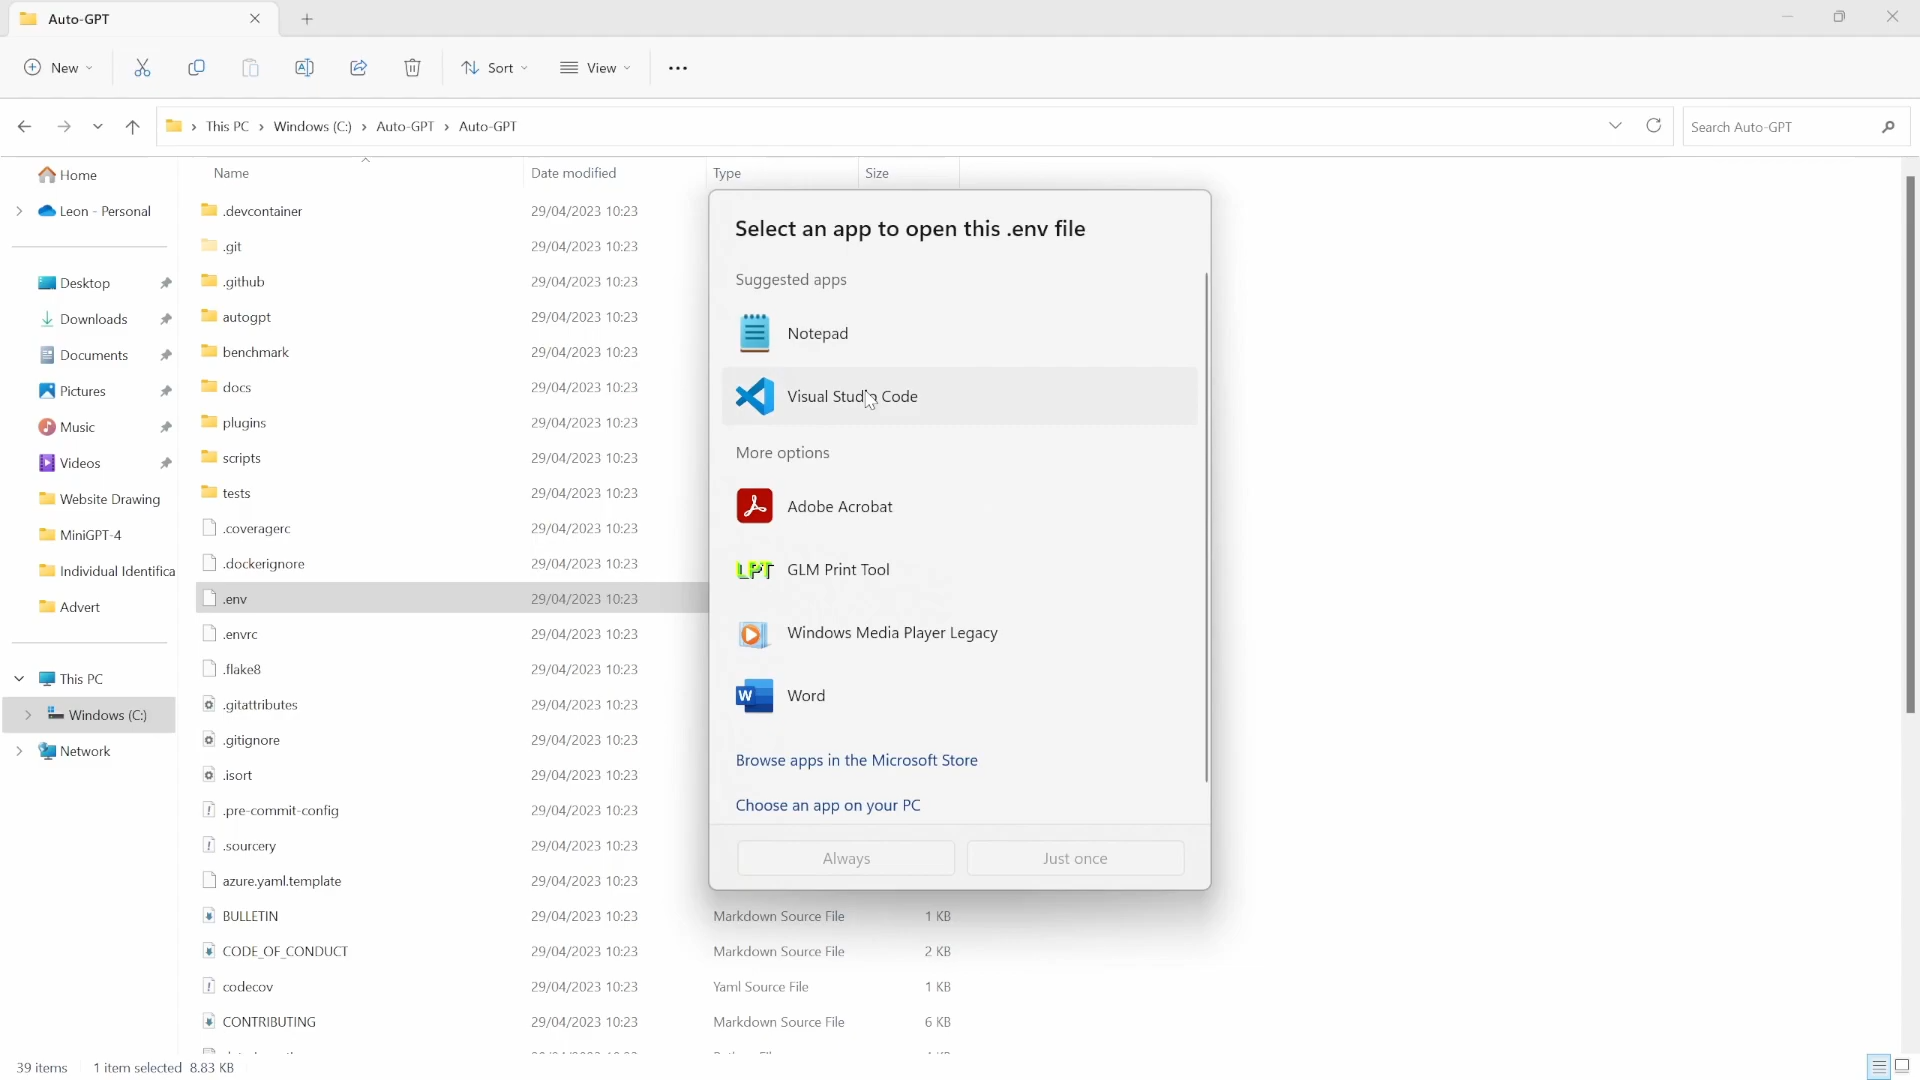 Auto-GPT
New
Sort
View
This PC
Windows (C:)
Auto-GPT
Auto-GPT
Search Auto-GPT
Home
Leon - Personal
Desktop
Downloads
Documents
Pictures
Music
Videos
Website Drawing
MiniGPT-4
Individual Identifica
Advert
This PC
Windows (C:)
Network
Name Date modified Type Size
.devcontainer 29/04/2023 10:23
.git 29/04/2023 10:23
.github 29/04/2023 10:23
autogpt 29/04/2023 10:23
benchmark 29/04/2023 10:23
docs 29/04/2023 10:23
plugins 29/04/2023 10:23
scripts 29/04/2023 10:23
tests 29/04/2023 10:23
.coveragerc 29/04/2023 10:23
.dockerignore 29/04/2023 10:23
.env 29/04/2023 10:23
.envrc 29/04/2023 10:23
.flake8 29/04/2023 10:23
.gitattributes 29/04/2023 10:23
.gitignore 29/04/2023 10:23
.isort 29/04/2023 10:23
.pre-commit-config 29/04/2023 10:23
.sourcery 29/04/2023 10:23
azure.yaml.template 29/04/2023 10:23
BULLETIN 29/04/2023 10:23 Markdown Source File 1 KB
CODE_OF_CONDUCT 29/04/2023 10:23 Markdown Source File 2 KB
codecov 29/04/2023 10:23 Yaml Source File 1 KB
CONTRIBUTING 29/04/2023 10:23 Markdown Source File 6 KB
Select an app to open this .env file
Suggested apps
Notepad
Visual Studio Code
More options
Adobe Acrobat
LPT GLM Print Tool
Windows Media Player Legacy
W Word
Browse apps in the Microsoft Store
Choose an app on your PC
Always
Just once
39 items
1 item selected 8.83 KB